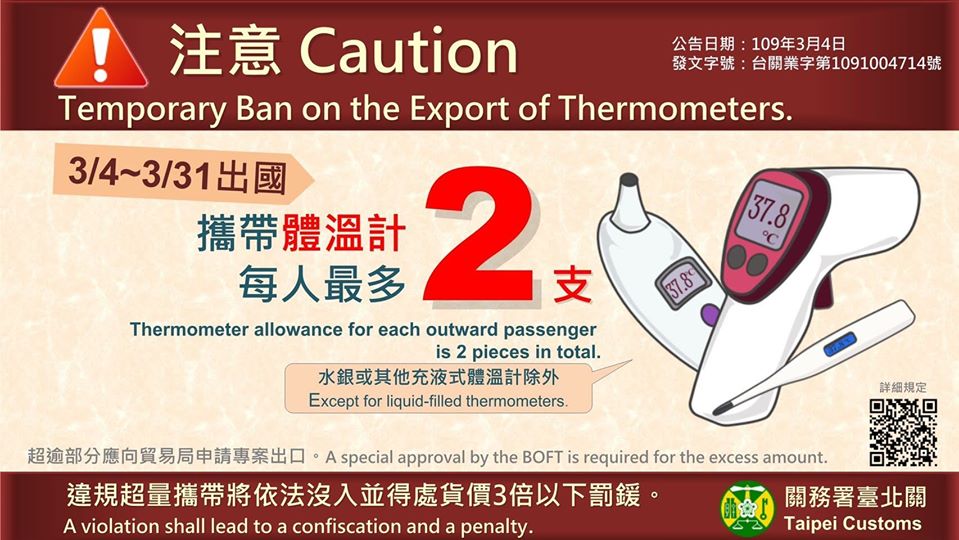 注意 Caution
公告日期：109年3月4日
發文字號：台關業字第1091004714號
Temporary Ban on the Export of Thermometers.
3/4~3/31出國
攜帶體溫計
每人最多 2 支
Thermometer allowance for each outward passenger
is 2 pieces in total.
水銀或其他充液式體溫計除外
Except for liquid-filled thermometers.
37.8
°C
37.8°C
詳細規定
超逾部分應向貿易局申請專案出口。A special approval by the BOFT is required for the excess amount.
違規超量攜帶將依法沒入並得處貨價3倍以下罰鍰。
A violation shall lead to a confiscation and a penalty.
關務署臺北關
Taipei Customs